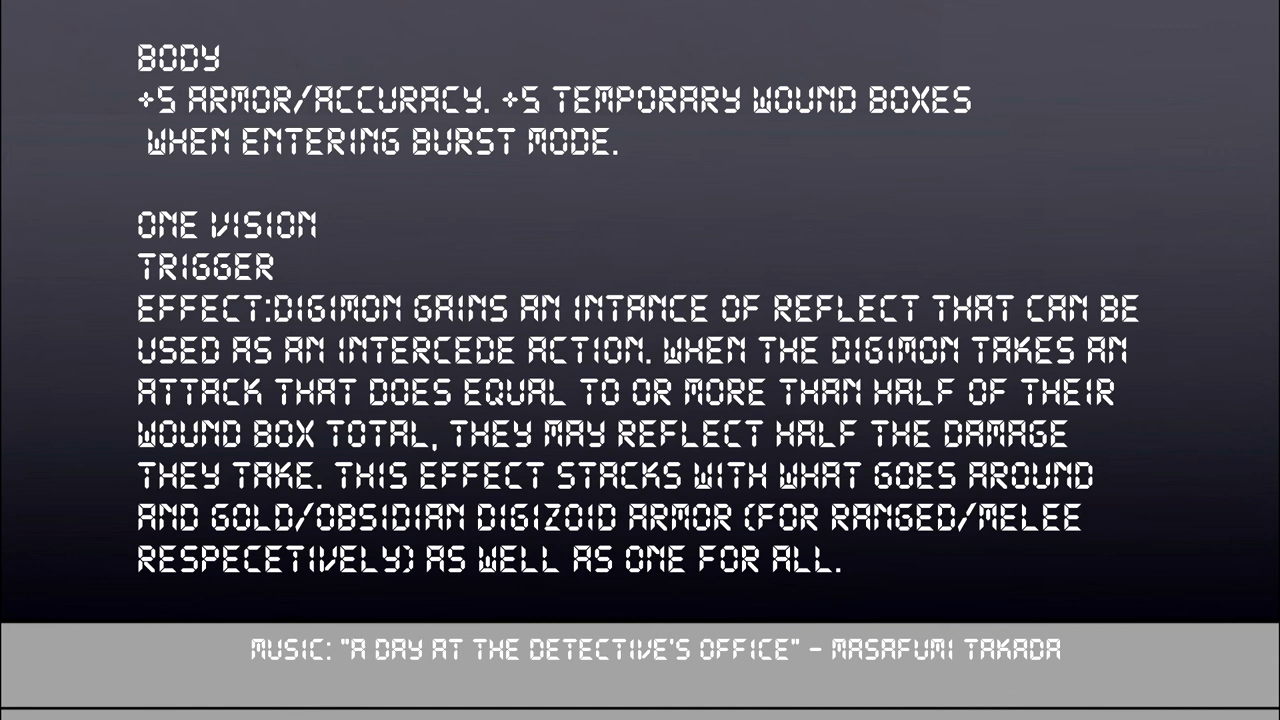 BODY
+5 ARMOR/ACCURACY. +5 TEMPORARY WOUND BOXES
WHEN ENTERING BURST MODE.
ONE VISION
TRIGGER
EFFECT:DIGIMON GAINS AN INTANCE OF REFLECT THAT CAN BE
USED AS AN INTERCEDE ACTION. WHEN THE DIGIMON TAKES AN
ATTACK THAT DOES EQUAL TO OR MORE THAN HALF OF THEIR
WOUND BOX TOTAL, THEY MAY REFLECT HALF THE DAMAGE
THEY TAKE. THIS EFFECT STACKS WITH WHAT GOES AROUND
AND GOLD/OBSIDIAN DIGIZOID ARMOR (FOR RANGED/MELEE
RESPECETIVELY) AS WELL AS ONE FOR ALL.
MUSIC: "A DAY AT THE DETECTIVE'S OFFICE" - MASAFUMI TAKADA